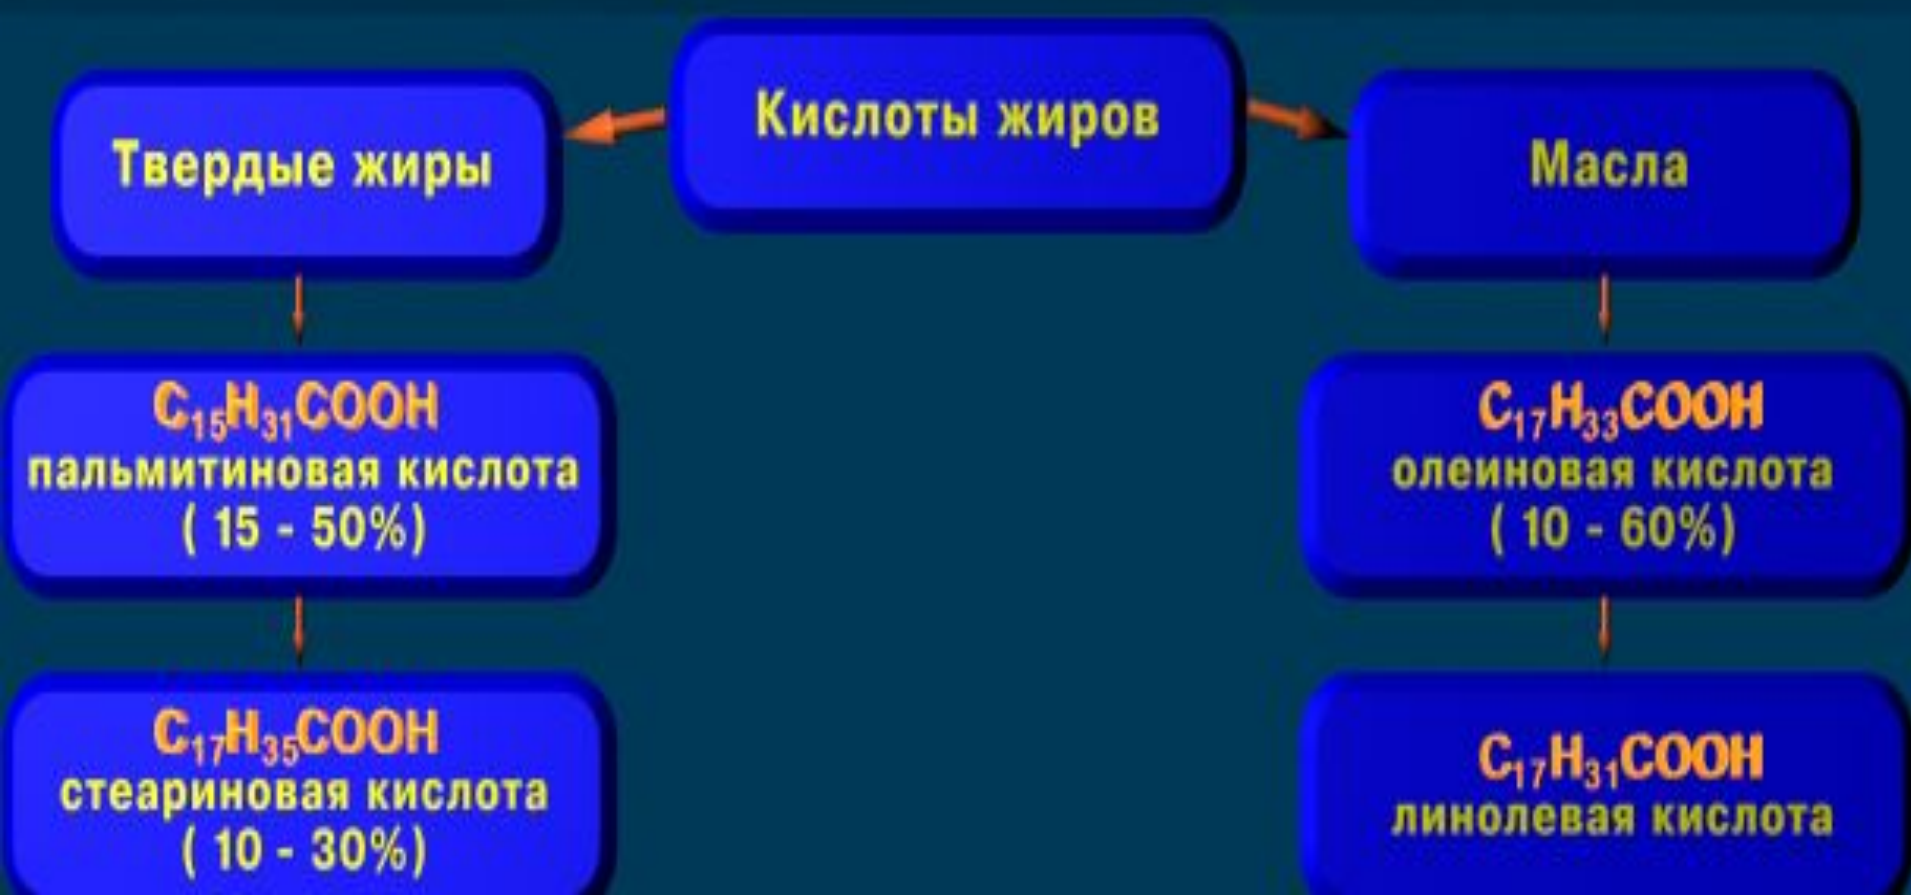 Кислоты жиров
Твердые жиры
C₁₅H₃₁COOH
пальмитиновая кислота
( 15 - 50%)
C₁₇H₃₅COOH
стеариновая кислота
( 10 - 30%)
Масла
C₁₇H₃₃COOH
олеиновая кислота
( 10 - 60%)
C₁₇H₃₁COOH
линолевая кислота